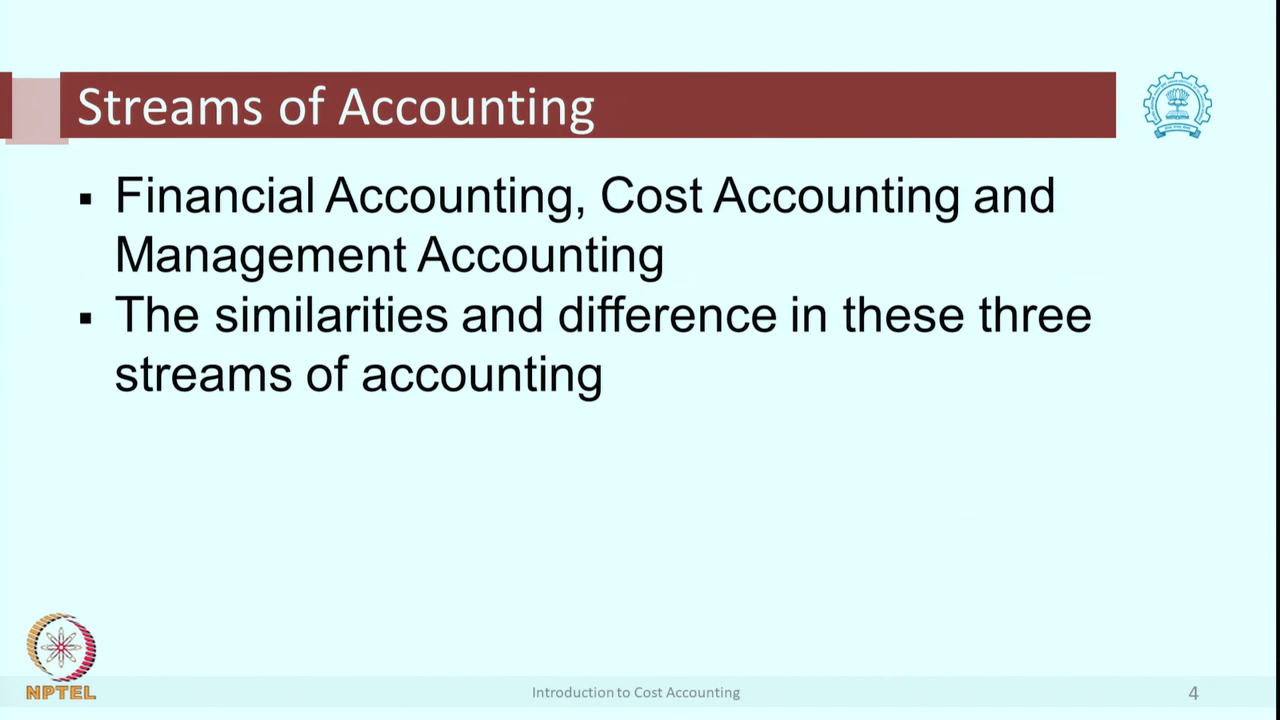 Streams of Accounting
▪ Financial Accounting, Cost Accounting and
Management Accounting
▪ The similarities and difference in these three
streams of accounting
NPTEL
Introduction to Cost Accounting
4